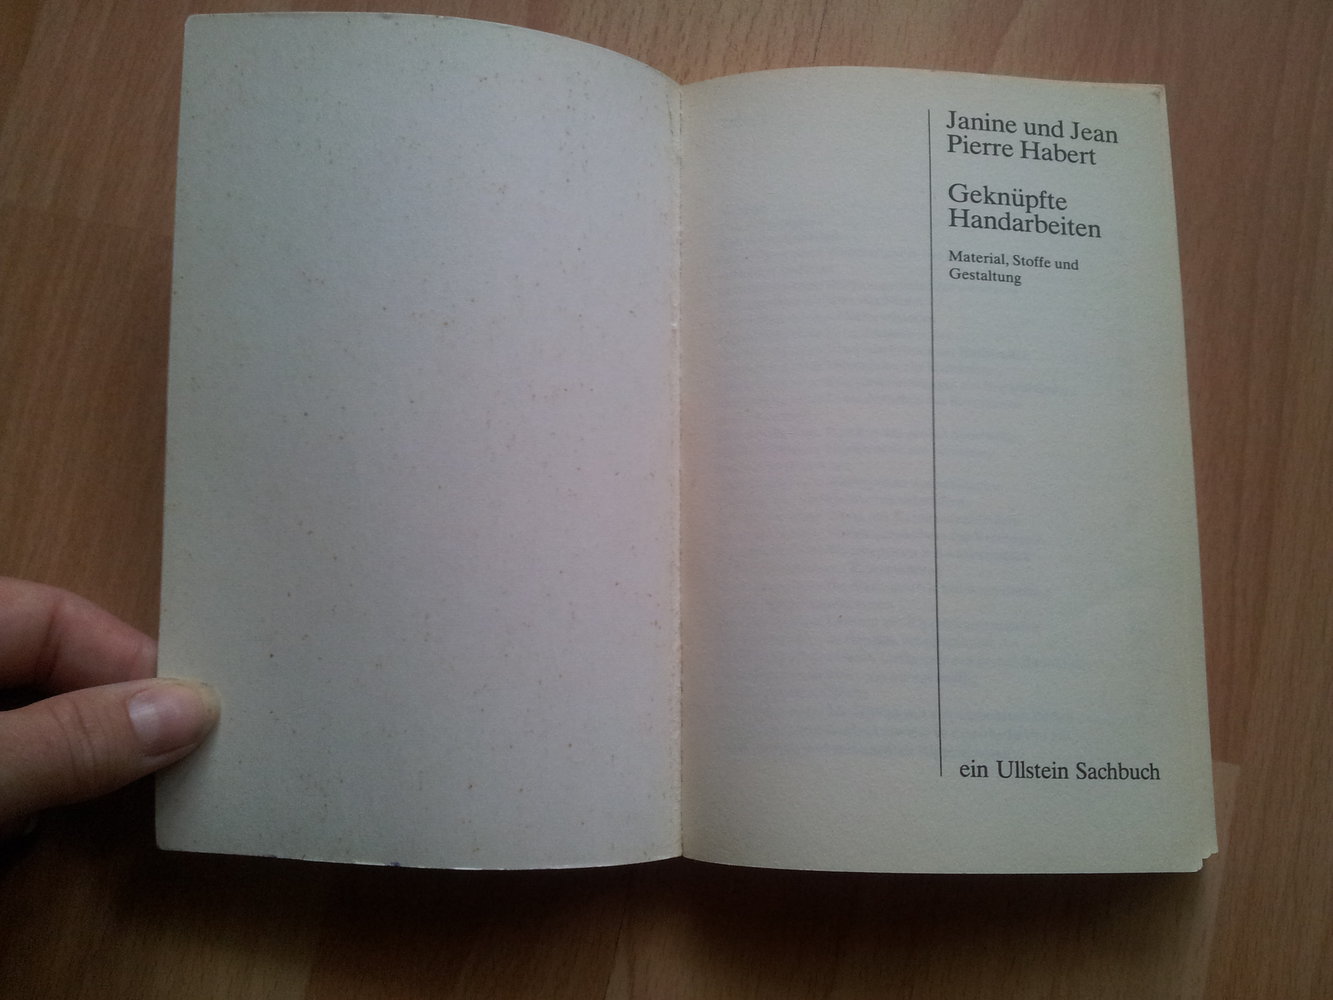 Janine und Jean
Pierre Habert
Geknüpfte
Handarbeiten
Material, Stoffe und
Gestaltung
ein Ullstein Sachbuch